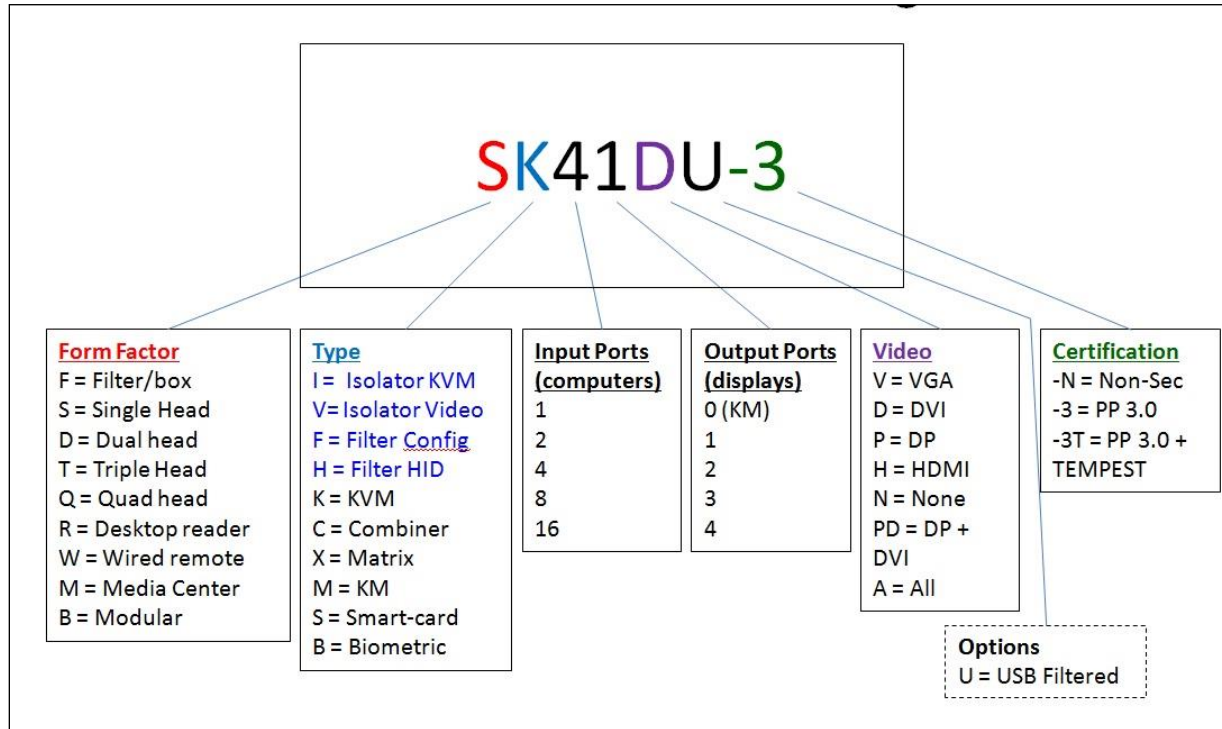 SK41DU-3
Form Factor
F = Filter/box
S = Single Head
D = Dual head
T = Triple Head
Q = Quad head
R = Desktop reader
W = Wired remote
M = Media Center
B = Modular
Type
I = Isolator KVM
V= Isolator Video
F = Filter Config
H = Filter HID
K = KVM
C = Combiner
X = Matrix
M = KM
S = Smart-card
B = Biometric
Input Ports
(computers)
1
2
4
8
16
Output Ports
(displays)
0 (KM)
1
2
3
4
Video
V = VGA
D = DVI
P = DP
H = HDMI
N = None
PD = DP +
DVI
A = All
Certification
-N = Non-Sec
-3 = PP 3.0
-3T = PP 3.0 +
TEMPEST
Options
U = USB Filtered